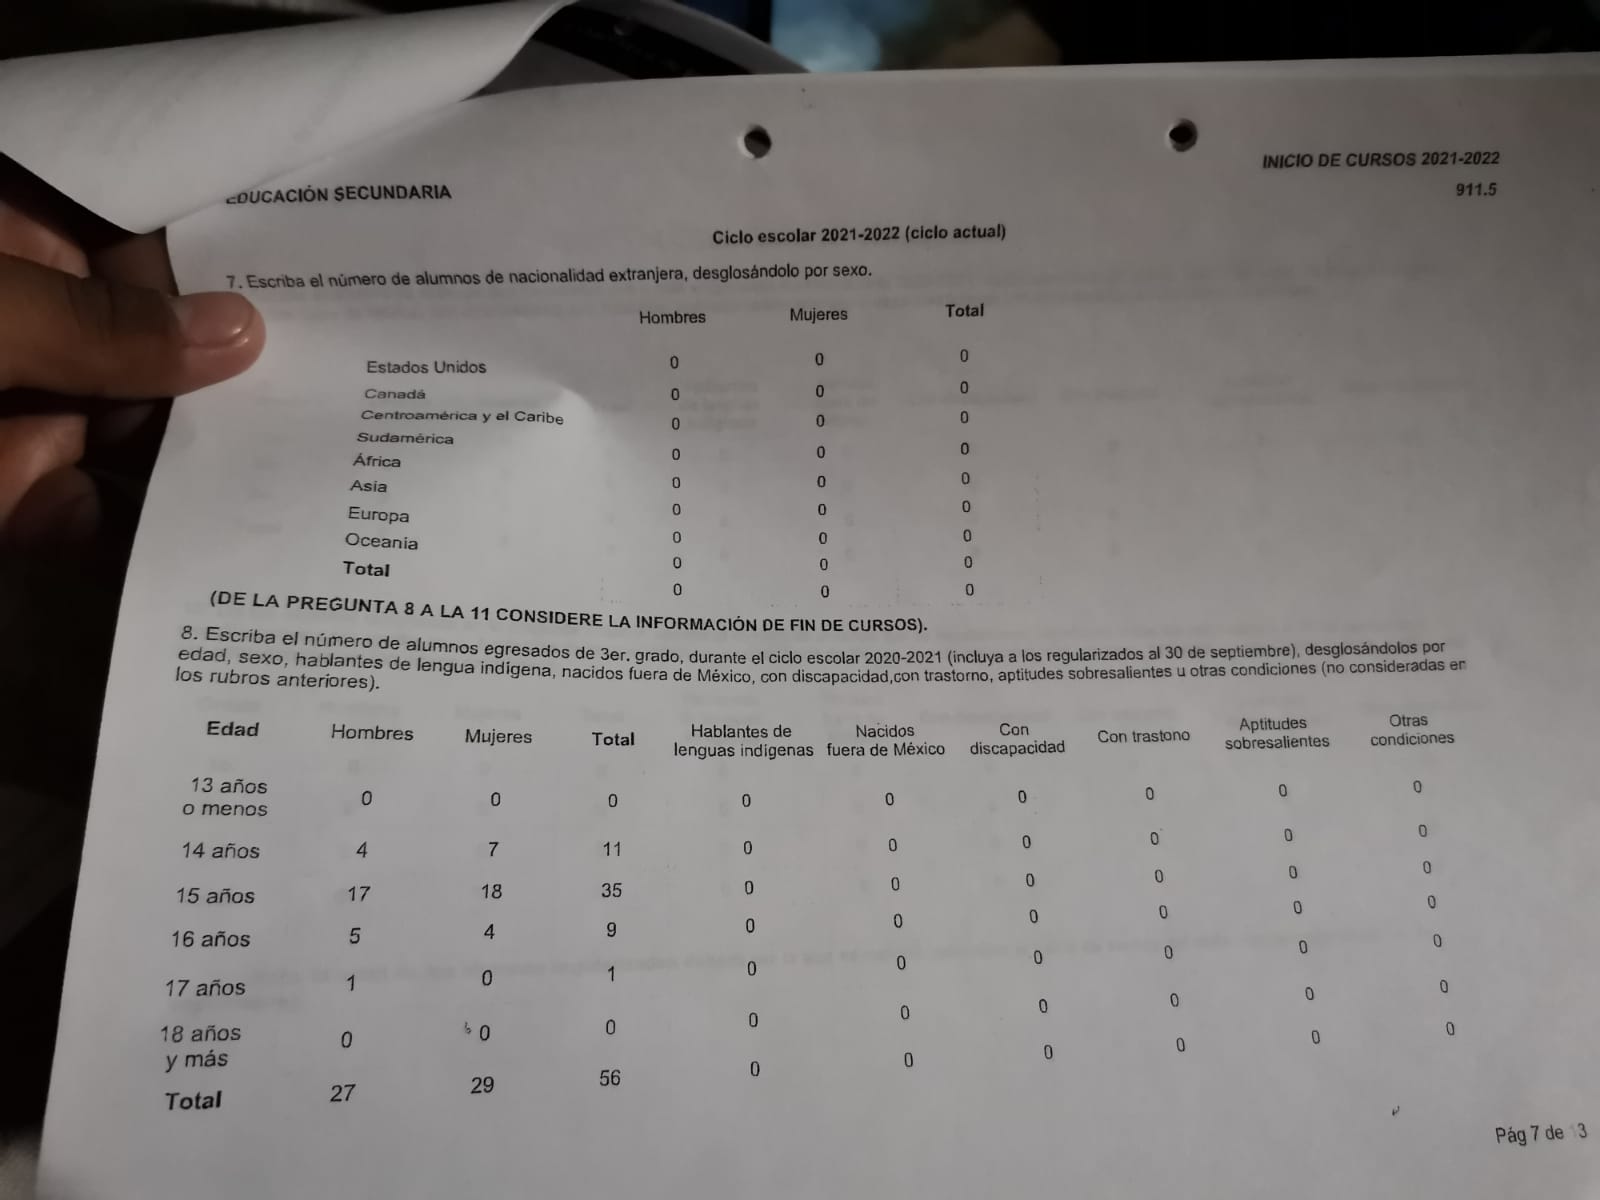 EDUCACIÓN SECUNDARIA
INICIO DE CURSOS 2021-2022
911.5
Ciclo escolar 2021-2022 (ciclo actual)
7. Escriba el número de alumnos de nacionalidad extranjera, desglosándolo por sexo.
Hombres Mujeres Total
Estados Unidos 0 0 0
Canadá 0 0 0
Centroamérica y el Caribe 0 0 0
Sudamérica 0 0 0
África 0 0 0
Asia 0 0 0
Europa 0 0 0
Oceanía 0 0 0
Total 0 0 0
(DE LA PREGUNTA 8 A LA 11 CONSIDERE LA INFORMACIÓN DE FIN DE CURSOS).
8. Escriba el número de alumnos egresados de 3er. grado, durante el ciclo escolar 2020-2021 (incluya a los regularizados al 30 de septiembre), desglosándolos por
edad, sexo, hablantes de lengua indígena, nacidos fuera de México, con discapacidad,con trastorno, aptitudes sobresalientes u otras condiciones (no consideradas en
los rubros anteriores).
Edad Hombres Mujeres Total Hablantes de lenguas indígenas Nacidos fuera de México Con discapacidad Con trastono Aptitudes sobresalientes Otras condiciones
13 años o menos 0 0 0 0 0 0 0 0 0
14 años 4 7 11 0 0 0 0 0 0
15 años 17 18 35 0 0 0 0 0 0
16 años 5 4 9 0 0 0 0 0 0
17 años 1 0 1 0 0 0 0 0 0
18 años y más 0 0 0 0 0 0 0 0 0
Total 27 29 56 0 0 0 0 0 0
Pág 7 de 13